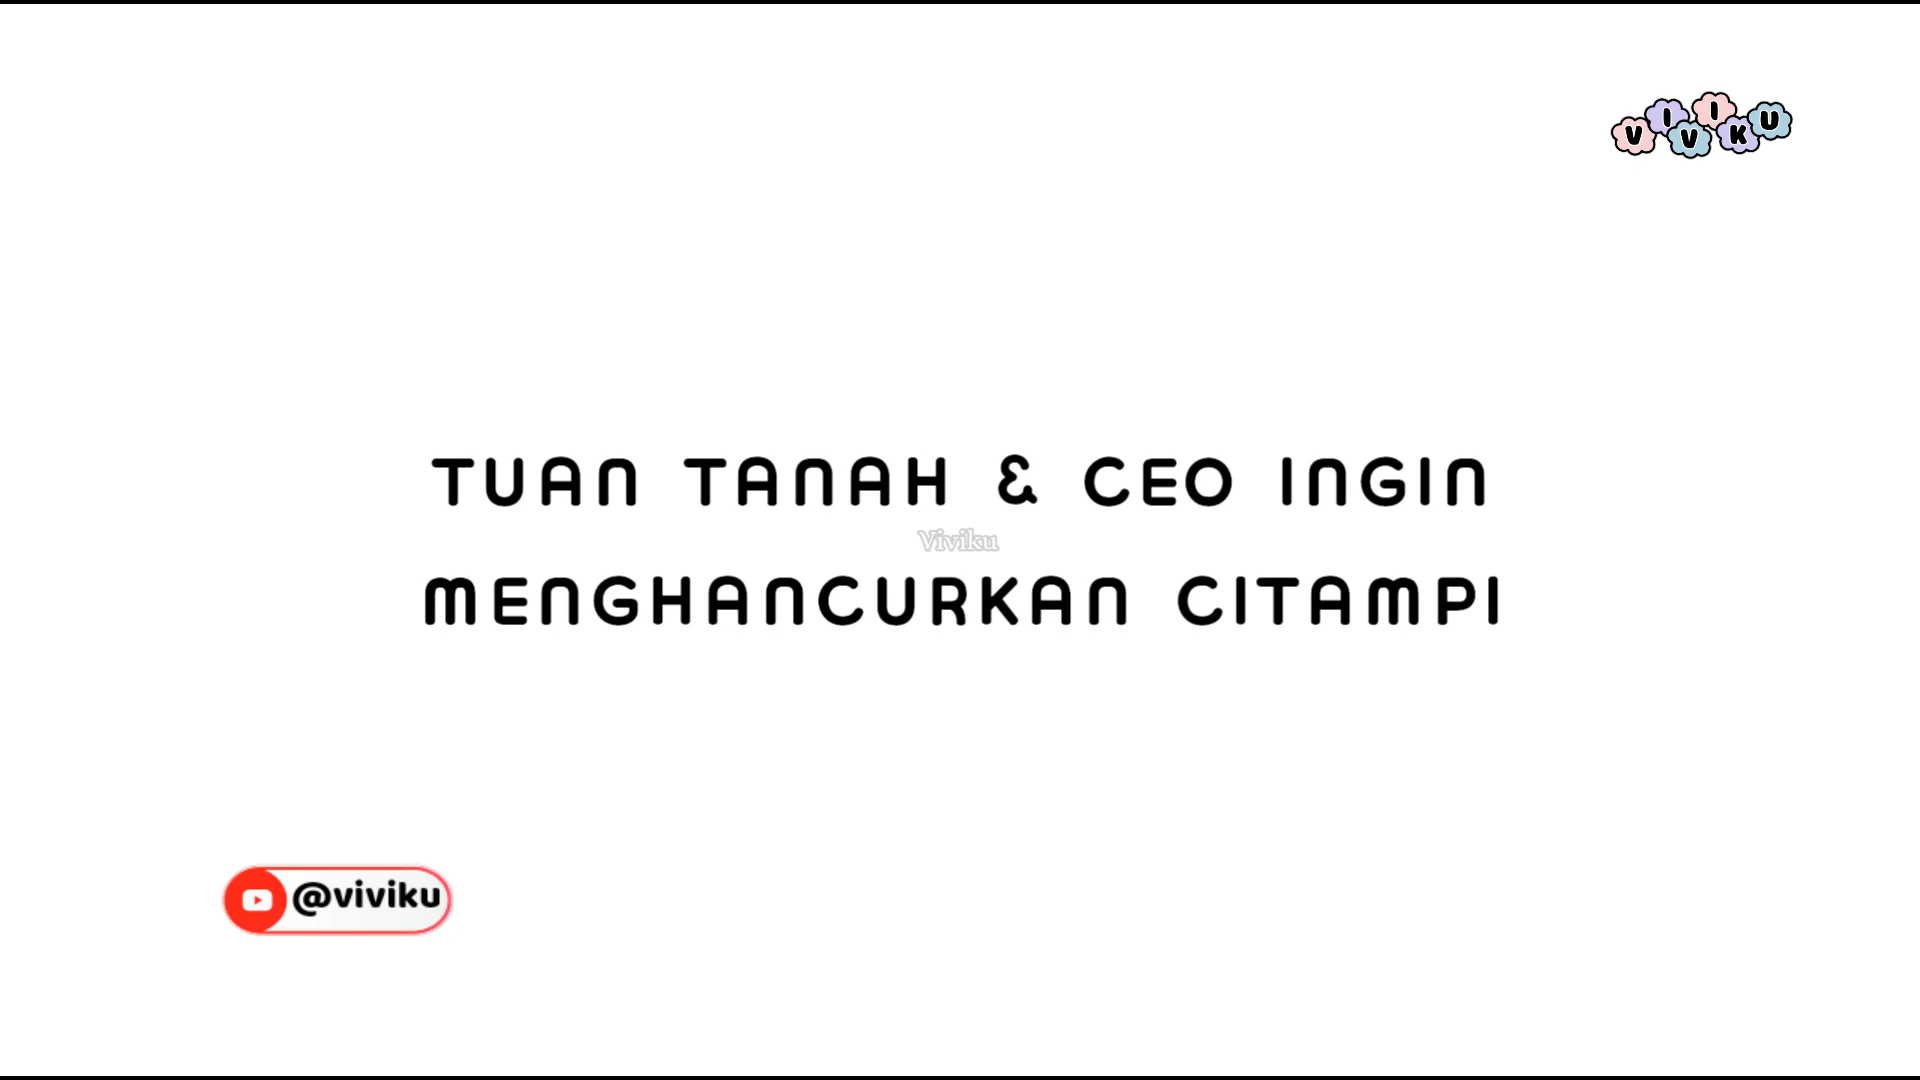 VIVIKU
TUAN TANAH & CEO INGIN
Viviku
MENGHANCURKAN CITAMPI
@viviku